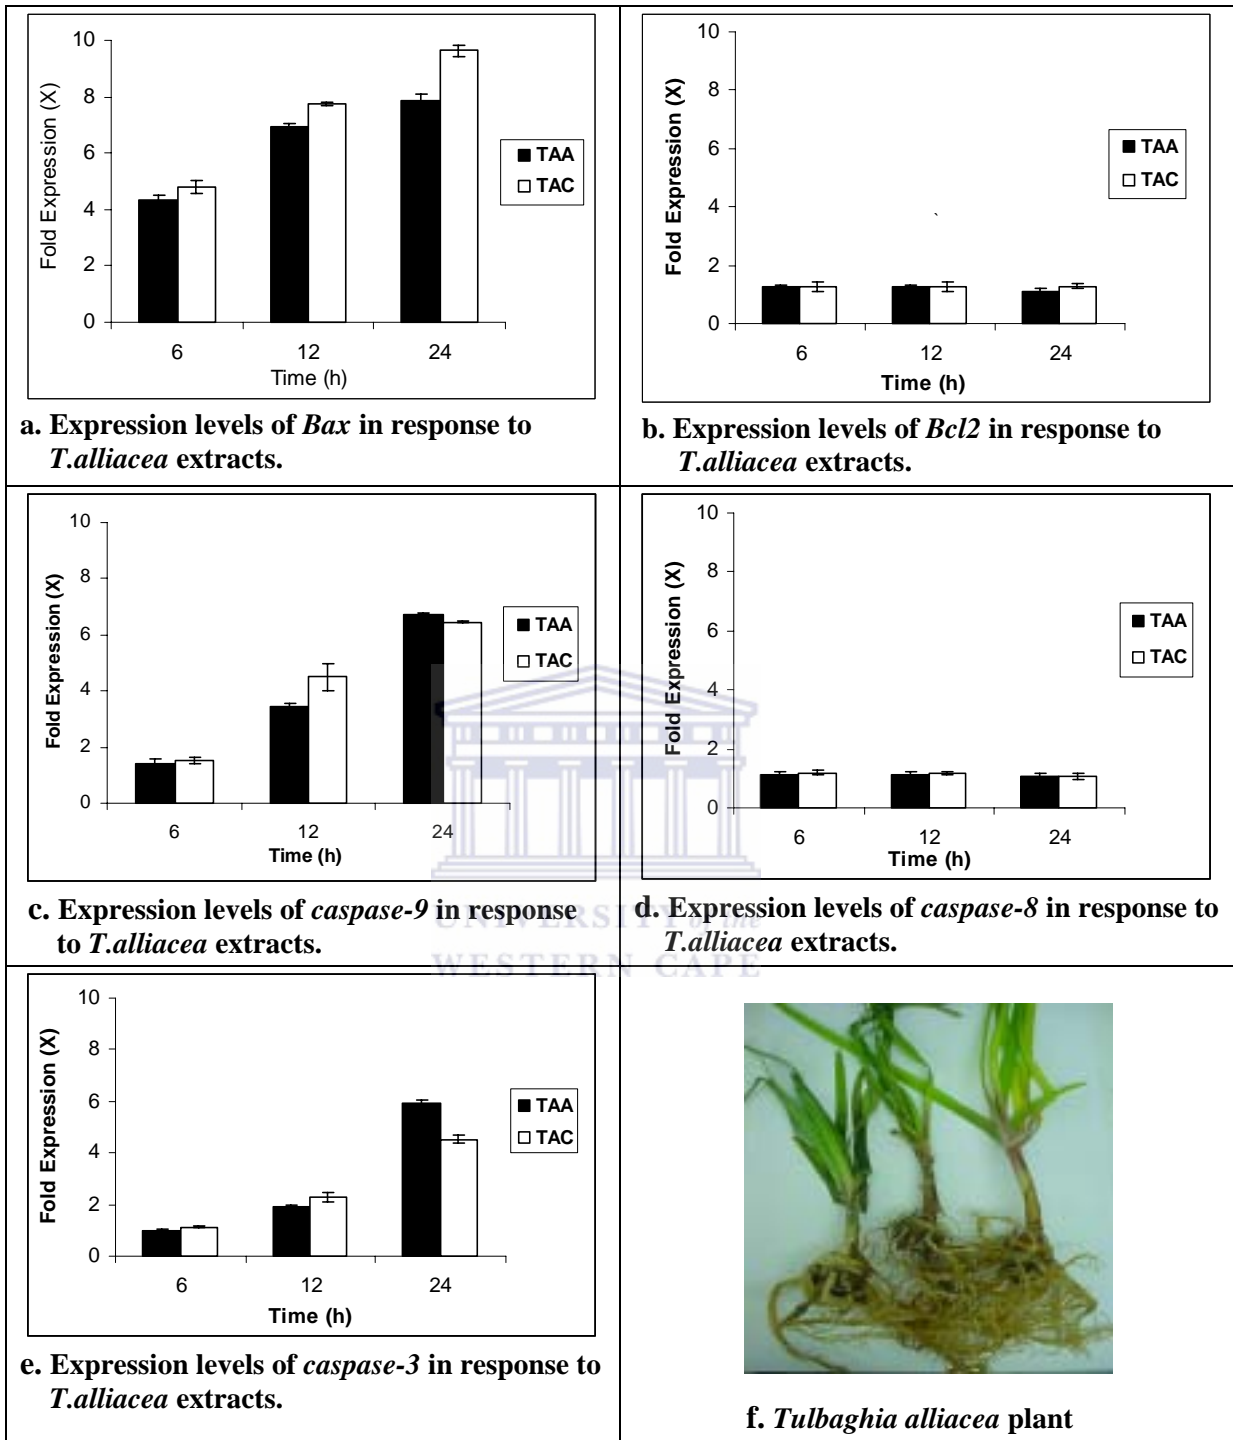 10
8
6
4
2
0
Fold Expression (X)
6 12 24
Time (h)
TAA
TAC
a. Expression levels of Bax in response to
T.alliacea extracts.
10
8
6
4
2
0
Fold Expression (X)
`
6 12 24
Time (h)
TAA
TAC
b. Expression levels of Bcl2 in response to
T.alliacea extracts.
10
8
6
4
2
0
Fold Expression (X)
6 12 24
Time (h)
TAA
TAC
c. Expression levels of caspase-9 in response
to T.alliacea extracts.
10
8
6
4
2
0
Fold Expression (X)
6 12 24
Time (h)
TAA
TAC
d. Expression levels of caspase-8 in response to
T.alliacea extracts.
UNIVERSITY of the
WESTERN CAPE
10
8
6
4
2
0
Fold Expression (X)
6 12 24
Time (h)
TAA
TAC
e. Expression levels of caspase-3 in response to
T.alliacea extracts.
f. Tulbaghia alliacea plant